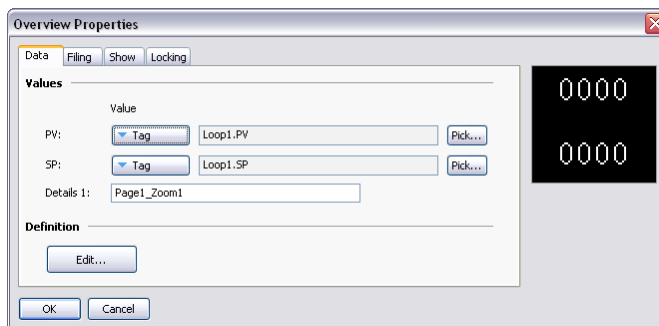 Overview Properties
Data Filing Show Locking
Values
Value
PV: Tag Loop1.PV Pick...
SP: Tag Loop1.SP Pick...
Details 1: Page1_Zoom1
Definition
Edit...
OK Cancel
0000
0000